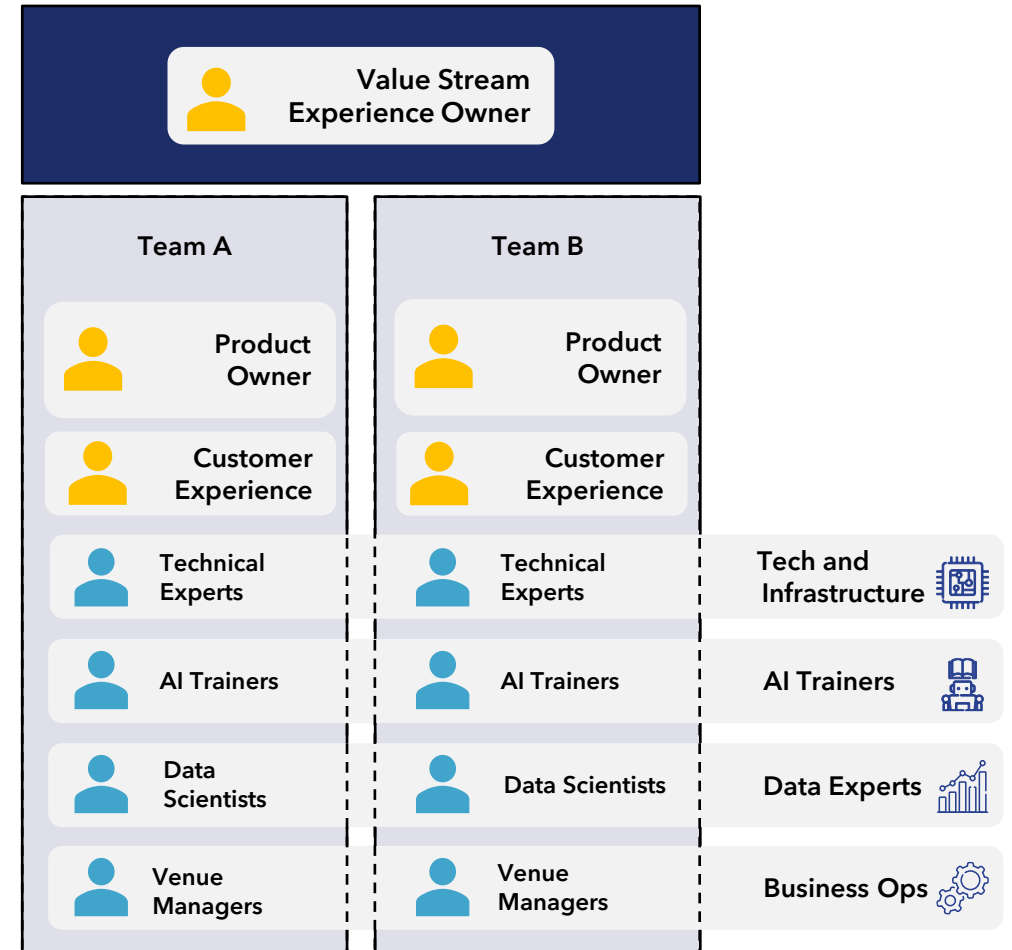 Value Stream
Experience Owner
Team A
Team B
Product
Owner
Product
Owner
Customer
Experience
Customer
Experience
Technical
Experts
Technical
Experts
Tech and
Infrastructure
AI Trainers
AI Trainers
AI Trainers
Data
Scientists
Data Scientists
Data Experts
Venue
Managers
Venue
Managers
Business Ops